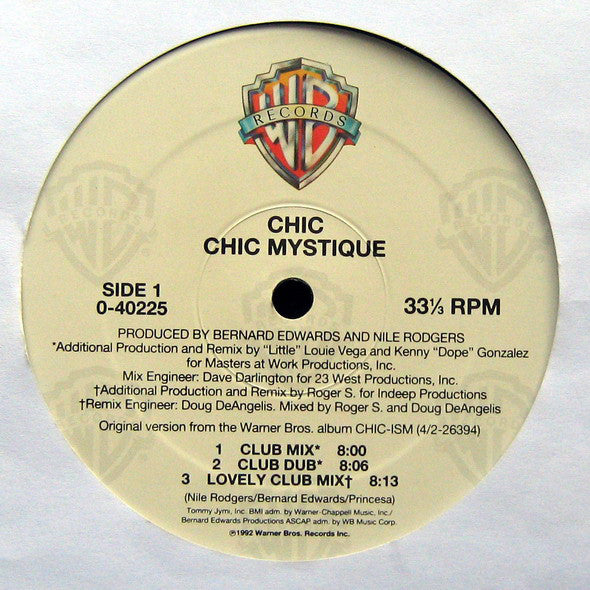 WB
RECORDS
CHIC
CHIC MYSTIQUE
SIDE 1
0-40225
33⅓ RPM
PRODUCED BY BERNARD EDWARDS AND NILE RODGERS
*Additional Production and Remix by "Little" Louie Vega and Kenny "Dope" Gonzalez
for Masters at Work Productions, Inc.
Mix Engineer: Dave Darlington for 23 West Productions, Inc.
†Additional Production and Remix by Roger S. for Indeep Productions
†Remix Engineer: Doug DeAngelis. Mixed by Roger S. and Doug DeAngelis
Original version from the Warner Bros. album CHIC-ISM (4/2-26394)
1 CLUB MIX* 8:00
2 CLUB DUB* 8:06
3 LOVELY CLUB MIX† 8:13
(Nile Rodgers/Bernard Edwards/Princesa)
Tommy Jymi, Inc. BMI adm. by Warner-Chappell Music, Inc./
Bernard Edwards Productions ASCAP adm. by WB Music Corp.
℗1992 Warner Bros. Records Inc.